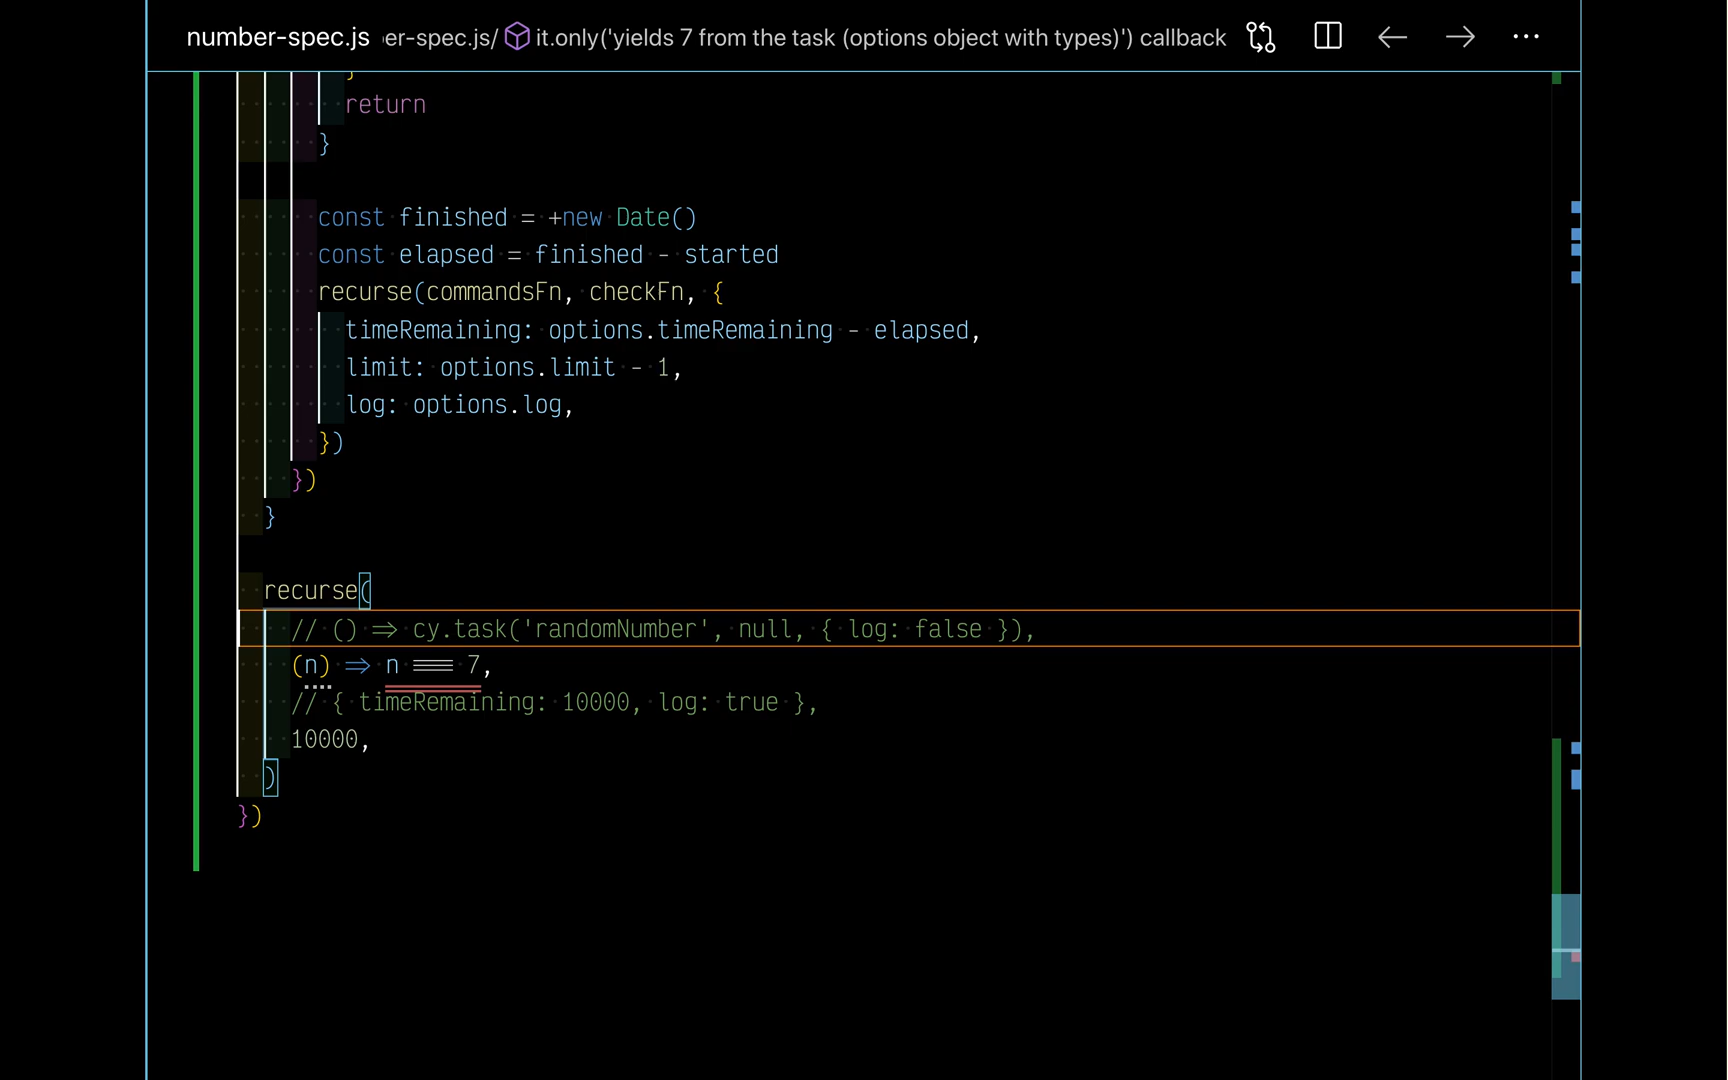 number-spec.js er-spec.js/ it.only('yields 7 from the task (options object with types)') callback
}
return
}
const finished = +new Date()
const elapsed = finished - started
recurse(commandsFn, checkFn, {
timeRemaining: options.timeRemaining - elapsed,
limit: options.limit - 1,
log: options.log,
})
})
}
recurse(
// () => cy.task('randomNumber', null, { log: false }),
(n) => n === 7,
// { timeRemaining: 10000, log: true },
10000,
)
})